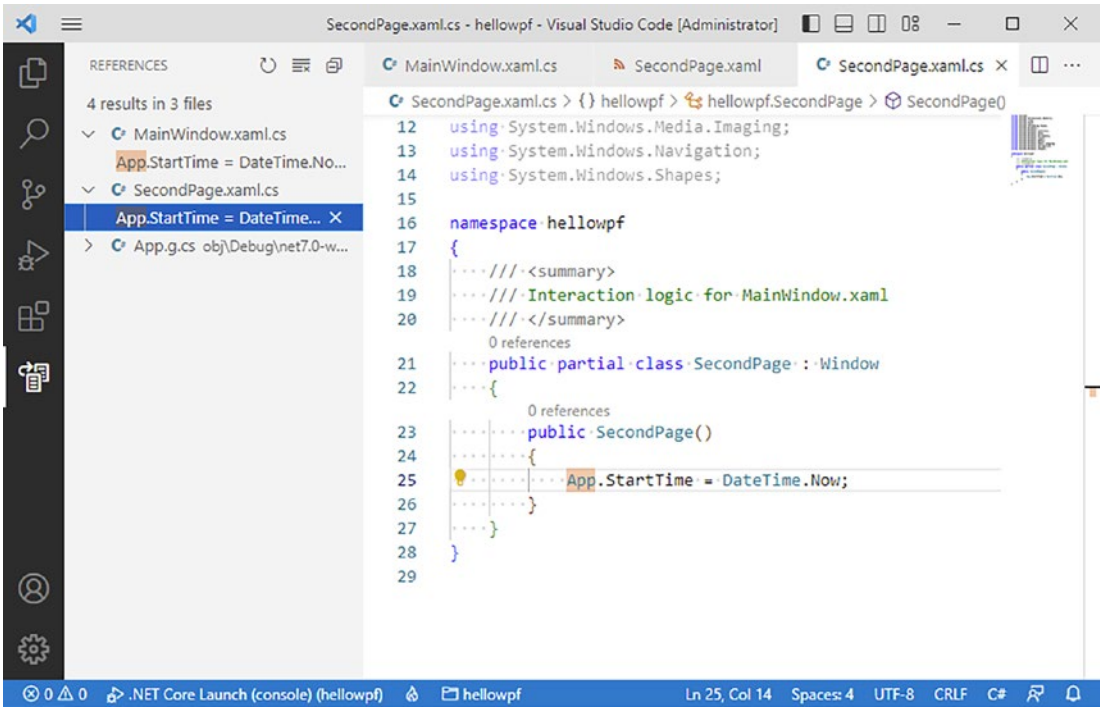 SecondPage.xaml.cs - hellowpf - Visual Studio Code [Administrator]
REFERENCES
4 results in 3 files
MainWindow.xaml.cs
App.StartTime = DateTime.No...
SecondPage.xaml.cs
App.StartTime = DateTime...
App.g.cs obj\Debug\net7.0-w...
MainWindow.xaml.cs
SecondPage.xaml
SecondPage.xaml.cs
SecondPage.xaml.cs > {} hellowpf > hellowpf.SecondPage > SecondPage()
12 using System.Windows.Media.Imaging;
13 using System.Windows.Navigation;
14 using System.Windows.Shapes;
15
16 namespace hellowpf
17 {
18 /// <summary>
19 /// Interaction logic for MainWindow.xaml
20 /// </summary>
0 references
21 public partial class SecondPage : Window
22 {
0 references
23 public SecondPage()
24 {
25 App.StartTime = DateTime.Now;
26 }
27 }
28 }
29
0 0 .NET Core Launch (console) (hellowpf) hellowpf Ln 25, Col 14 Spaces: 4 UTF-8 CRLF C#